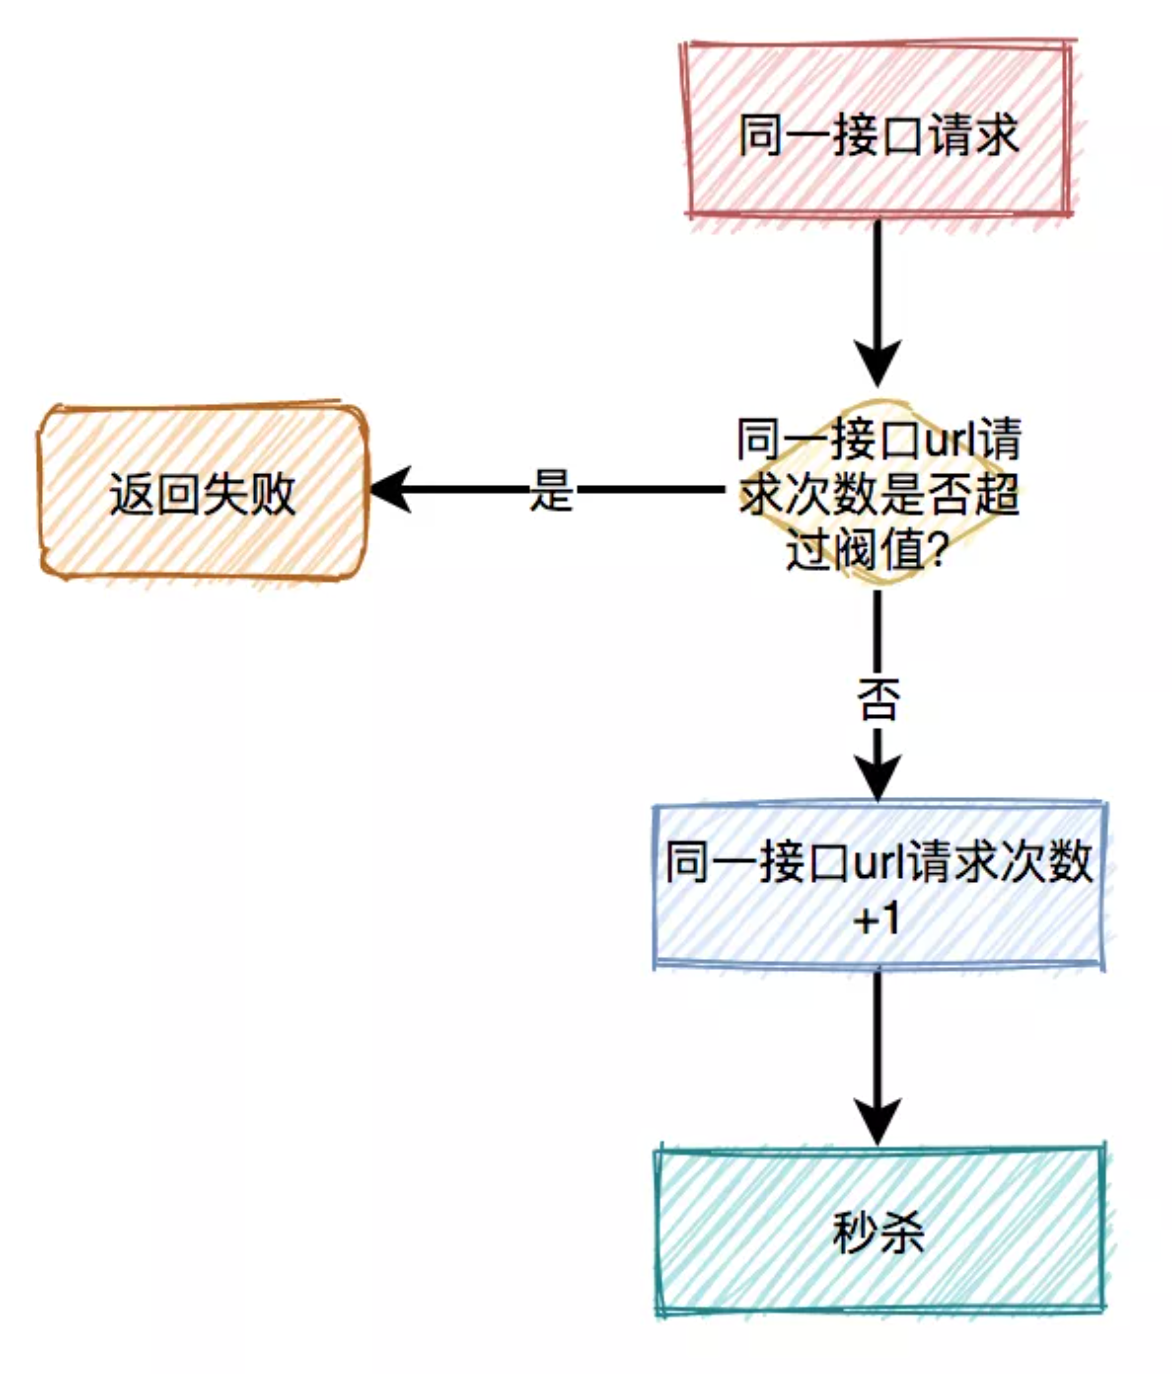 同一接口请求
同一接口url请
求次数是否超
过阀值?
是
返回失败
否
同一接口url请求次数
+1
秒杀